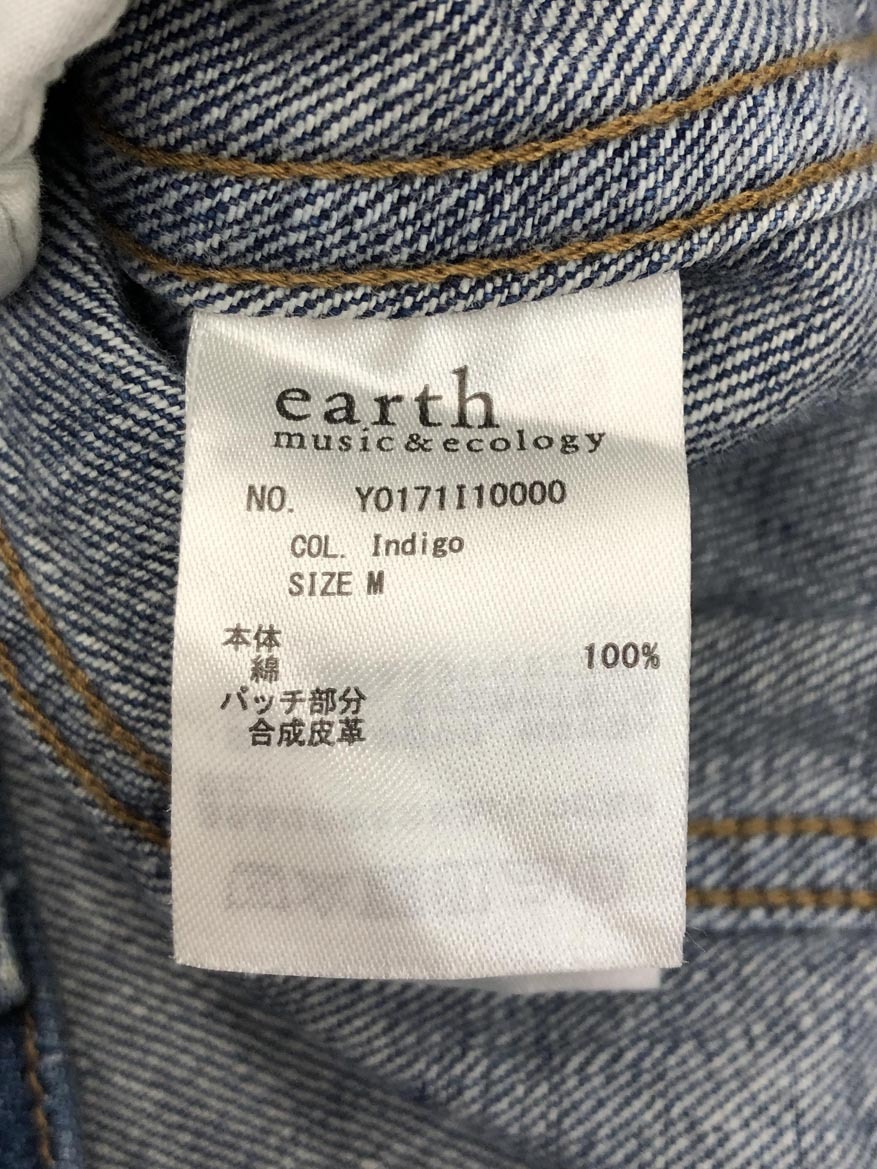 earth
music & ecology
NO. Y0171I10000
COL. Indigo
SIZE M
本体
綿 100%
パッチ部分
合成皮革